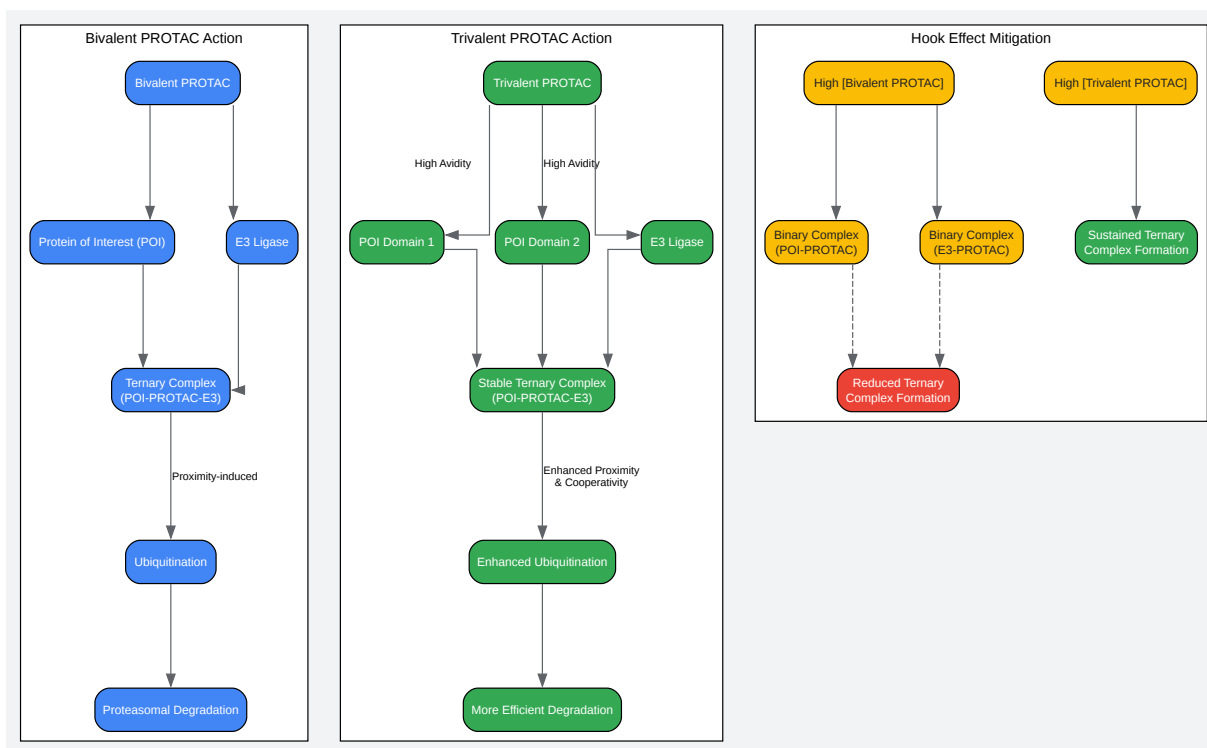 Bivalent PROTAC Action
Bivalent PROTAC
Protein of Interest (POI)
E3 Ligase
Ternary Complex
(POI-PROTAC-E3)
Proximity-induced
Ubiquitination
Proteasomal Degradation
Trivalent PROTAC Action
Trivalent PROTAC
High Avidity
High Avidity
POI Domain 1
POI Domain 2
E3 Ligase
Stable Ternary Complex
(POI-PROTAC-E3)
Enhanced Proximity
& Cooperativity
Enhanced Ubiquitination
More Efficient Degradation
Hook Effect Mitigation
High [Bivalent PROTAC]
High [Trivalent PROTAC]
Binary Complex
(POI-PROTAC)
Binary Complex
(E3-PROTAC)
Sustained Ternary
Complex Formation
Reduced Ternary
Complex Formation